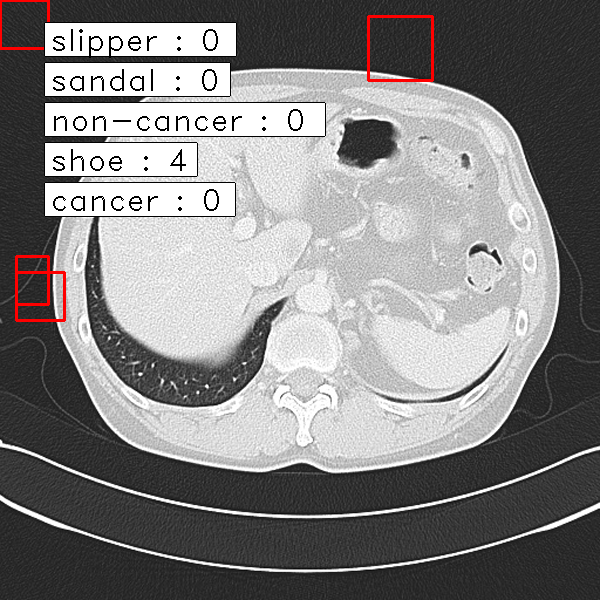 slipper : 0
sandal : 0
non-cancer : 0
shoe : 4
cancer : 0